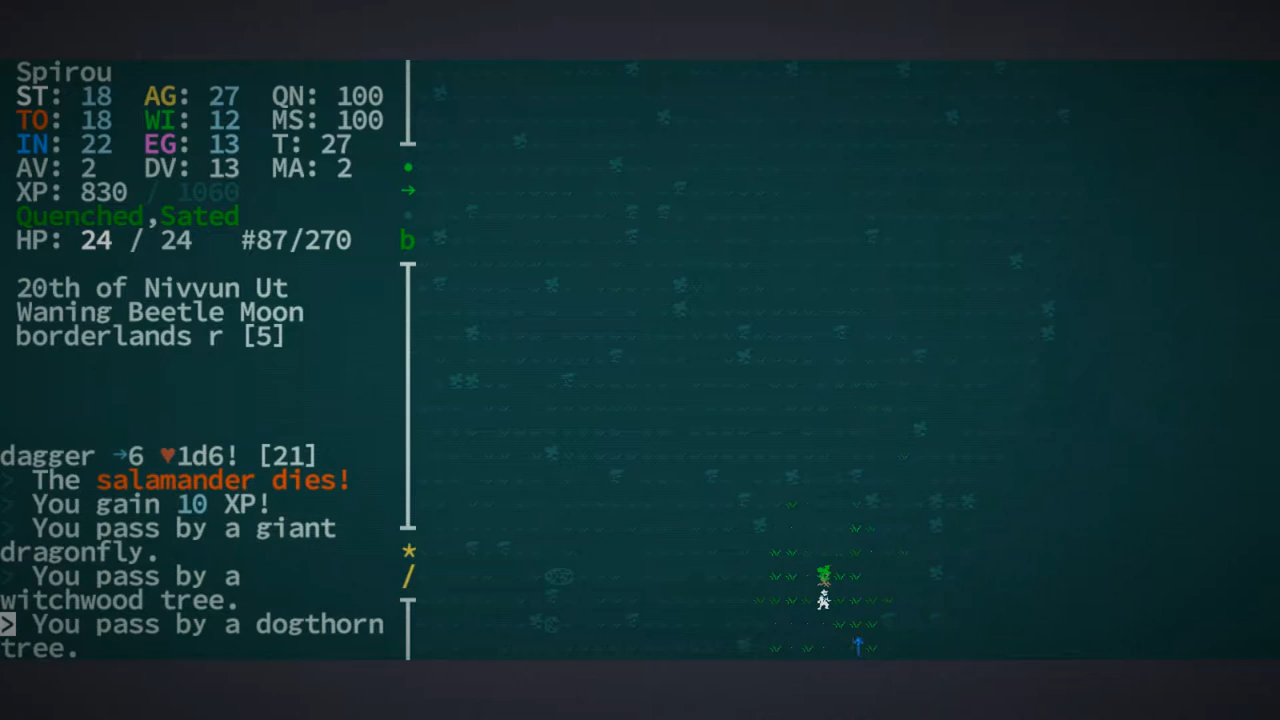 Spirou
ST: 18 AG: 27 QN: 100
TO: 18 WI: 12 MS: 100
IN: 22 EG: 13 T: 27
AV: 2 DV: 13 MA: 2
XP: 830 / 1060
Quenched,Sated
HP: 24 / 24 #87/270
b
20th of Nivvun Ut
Waning Beetle Moon
borderlands r [5]
dagger →6 ♥1d6! [21]
> The salamander dies!
> You gain 10 XP!
> You pass by a giant
dragonfly.
> You pass by a
witchwood tree.
> You pass by a dogthorn
tree.
*
/